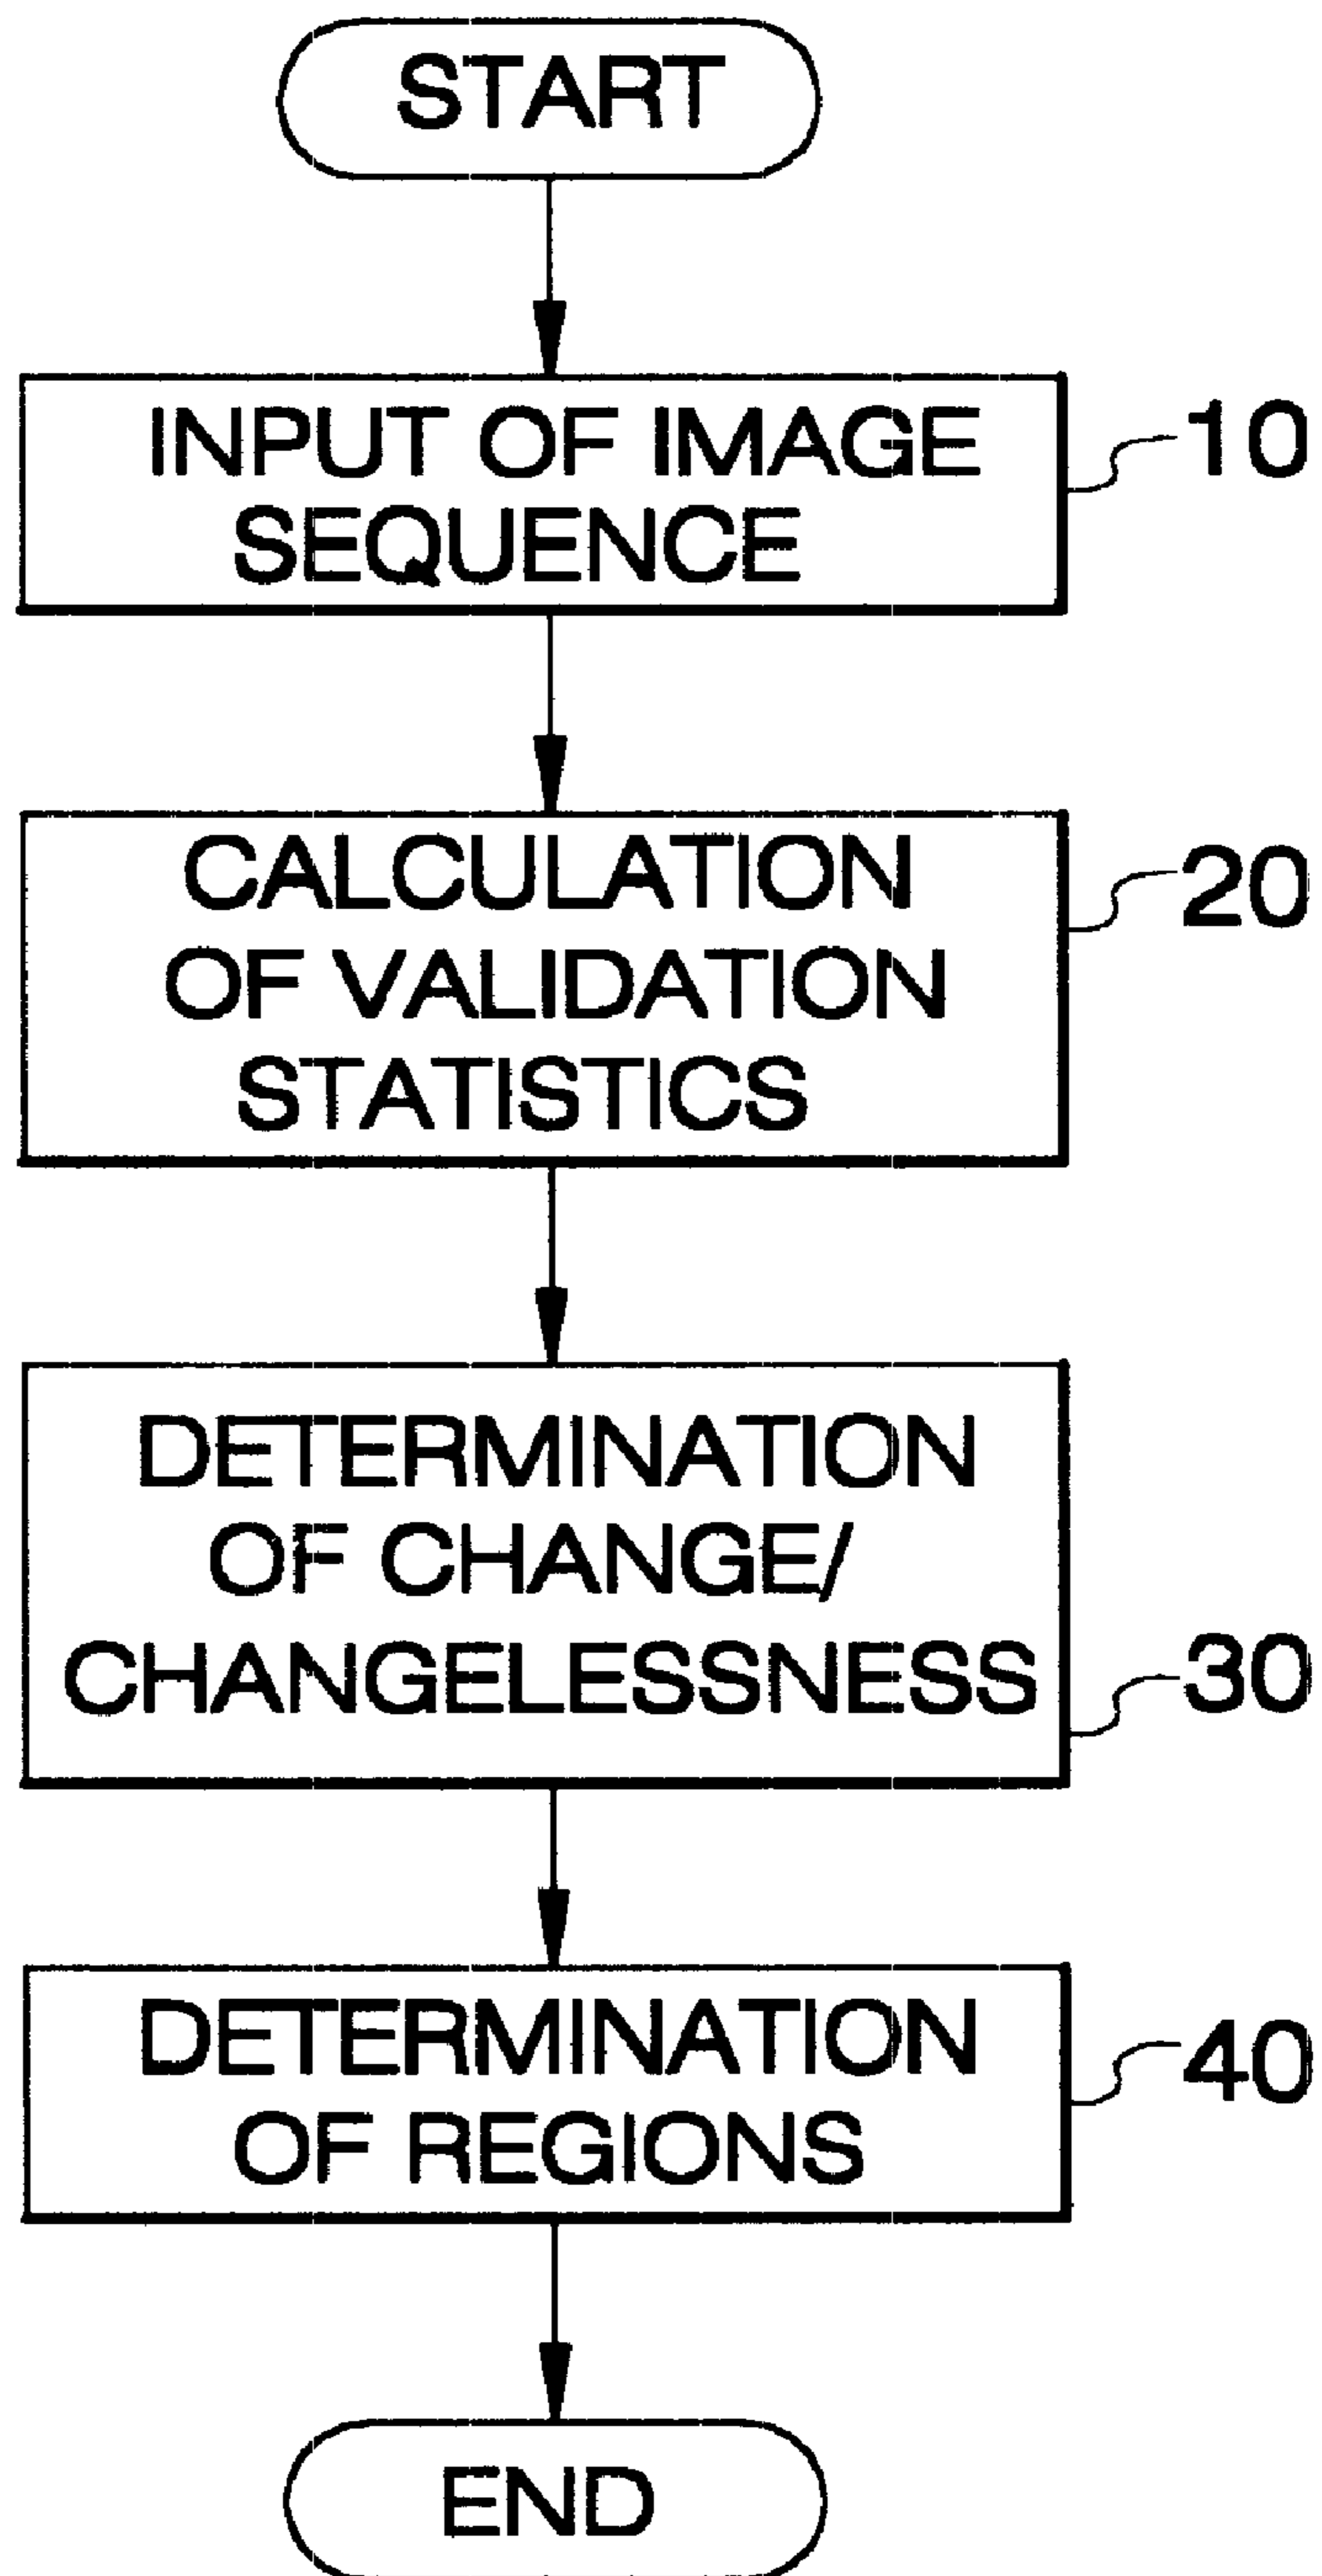 START
INPUT OF IMAGE
SEQUENCE
10
CALCULATION
OF VALIDATION
STATISTICS
20
DETERMINATION
OF CHANGE/
CHANGELESSNESS
30
DETERMINATION
OF REGIONS
40
END